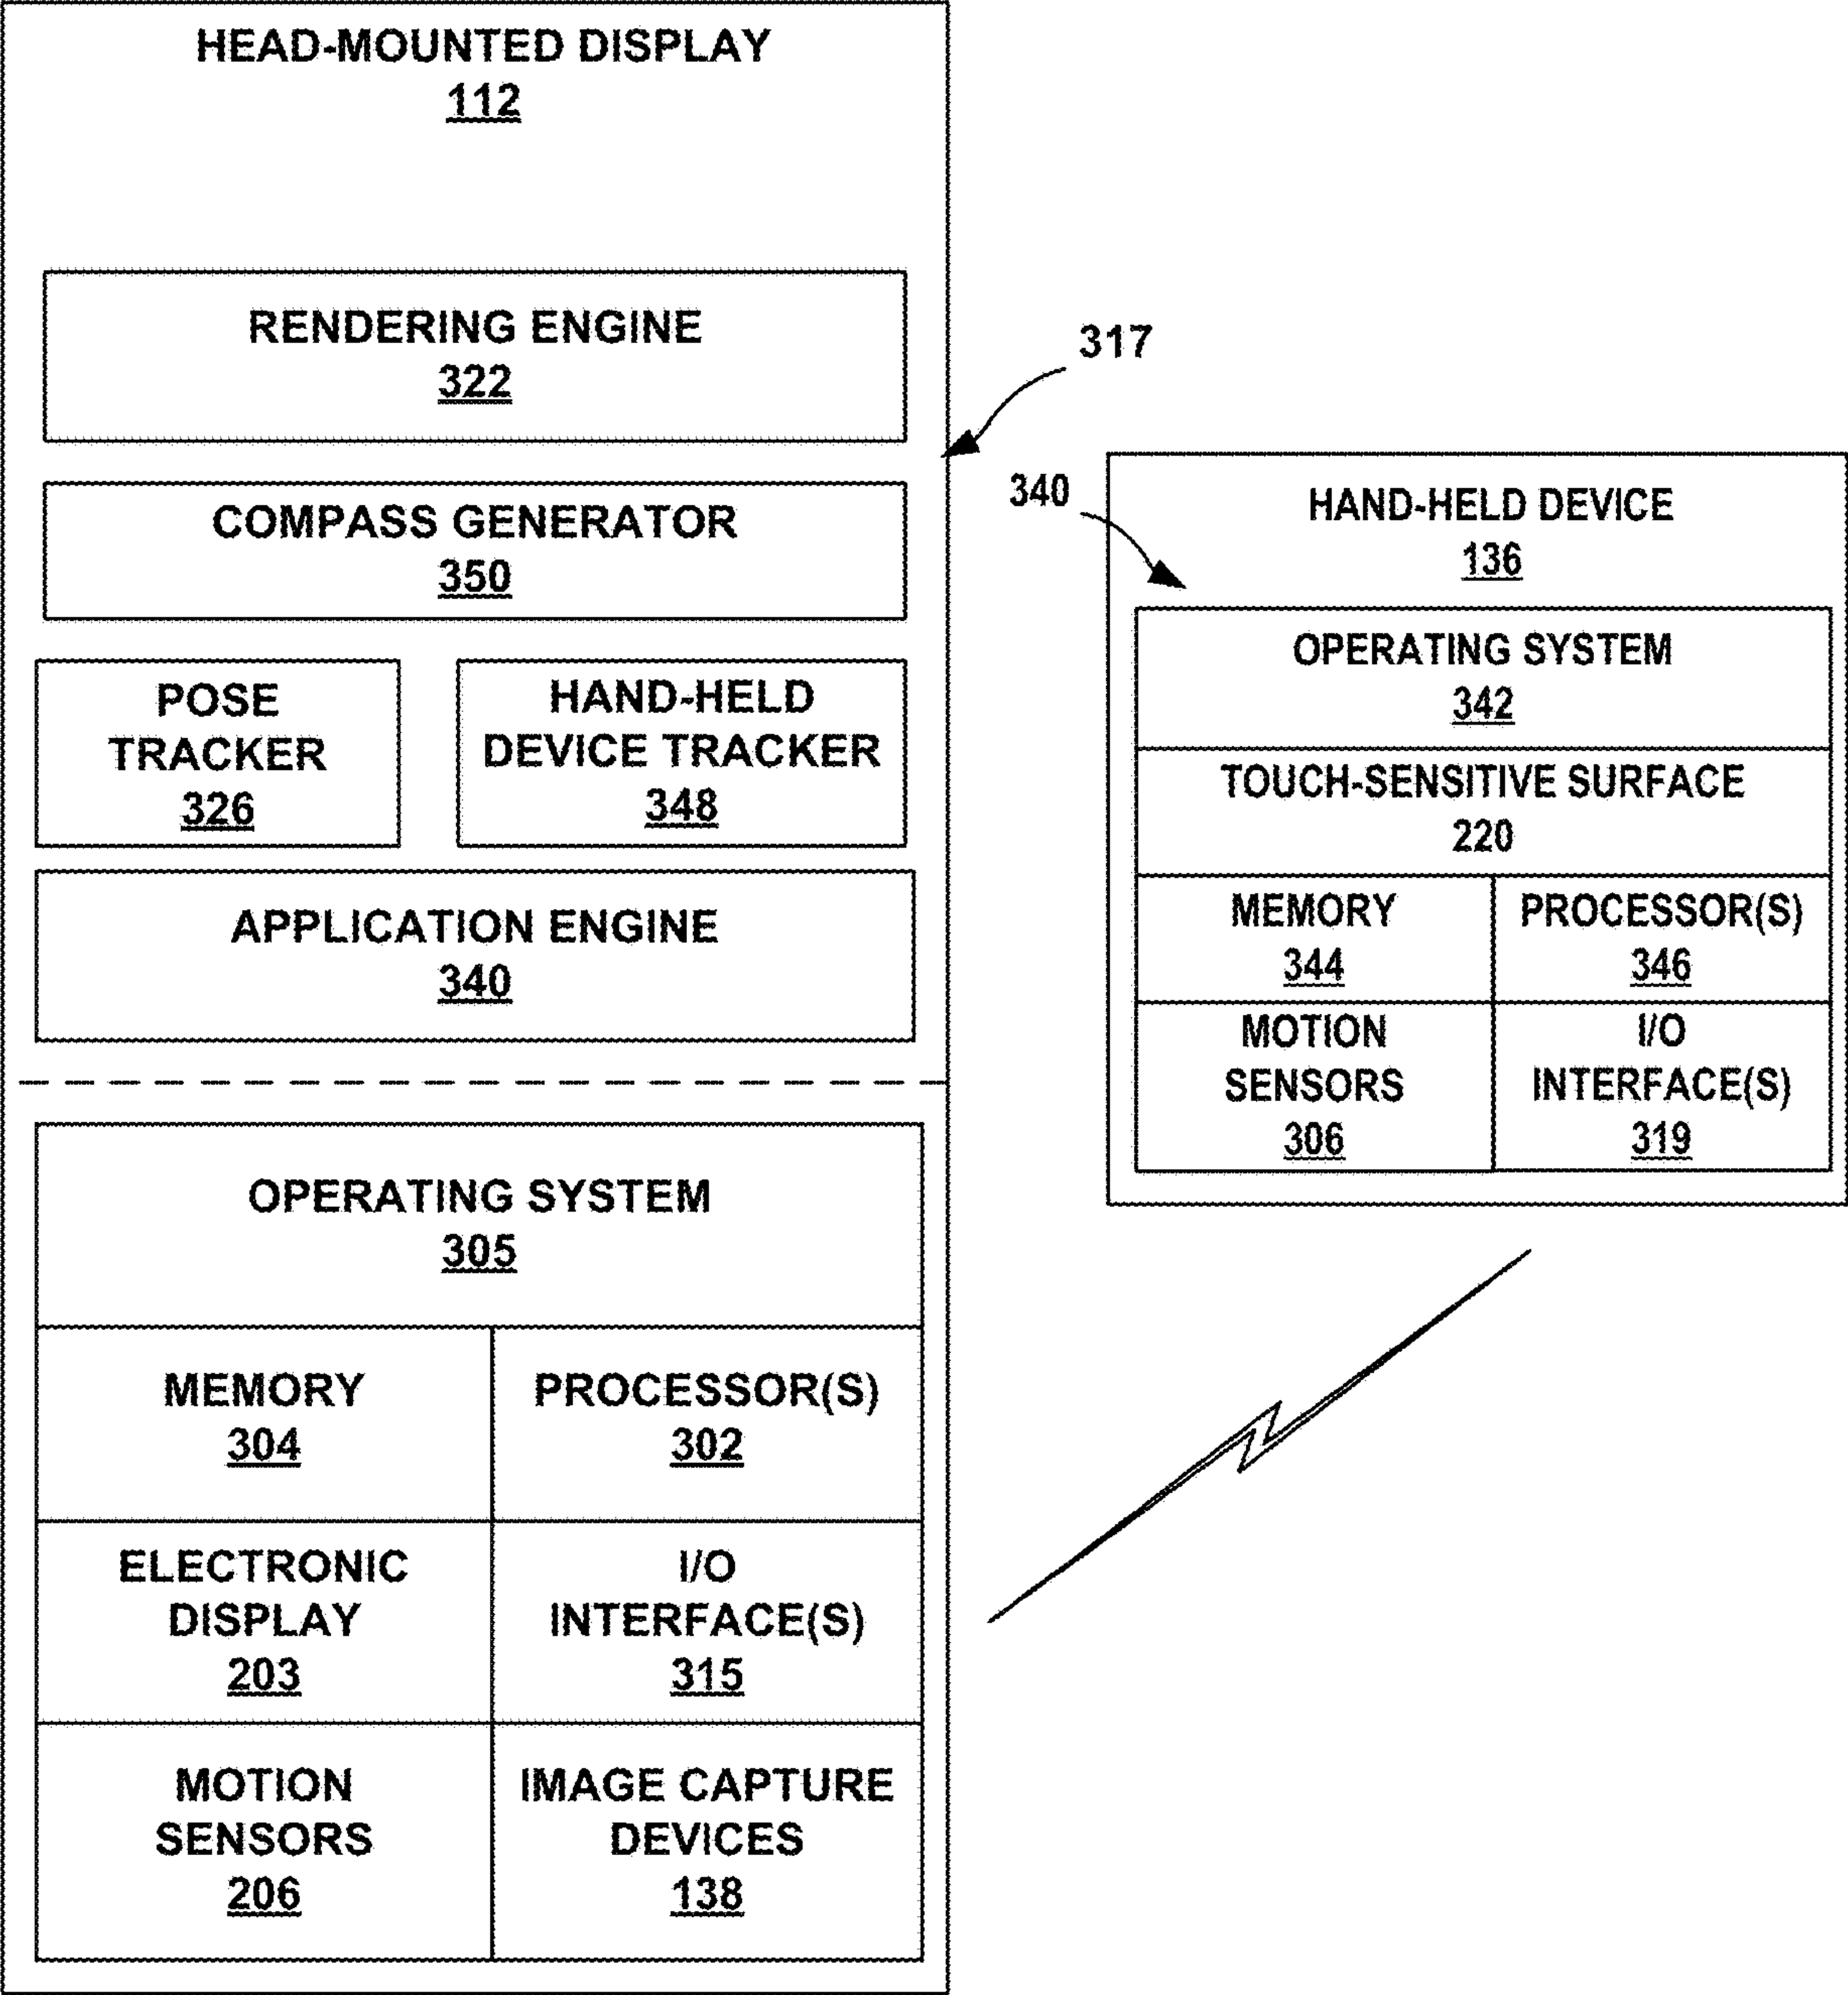 HEAD-MOUNTED DISPLAY
112
RENDERING ENGINE
322
COMPASS GENERATOR
350
POSE
TRACKER
326
HAND-HELD
DEVICE TRACKER
348
APPLICATION ENGINE
340
OPERATING SYSTEM
305
MEMORY
304
PROCESSOR(S)
302
ELECTRONIC
DISPLAY
203
I/O
INTERFACE(S)
315
MOTION
SENSORS
206
IMAGE CAPTURE
DEVICES
138
317
340
HAND-HELD DEVICE
136
OPERATING SYSTEM
342
TOUCH-SENSITIVE SURFACE
220
MEMORY
344
PROCESSOR(S)
346
MOTION
SENSORS
306
I/O
INTERFACE(S)
319